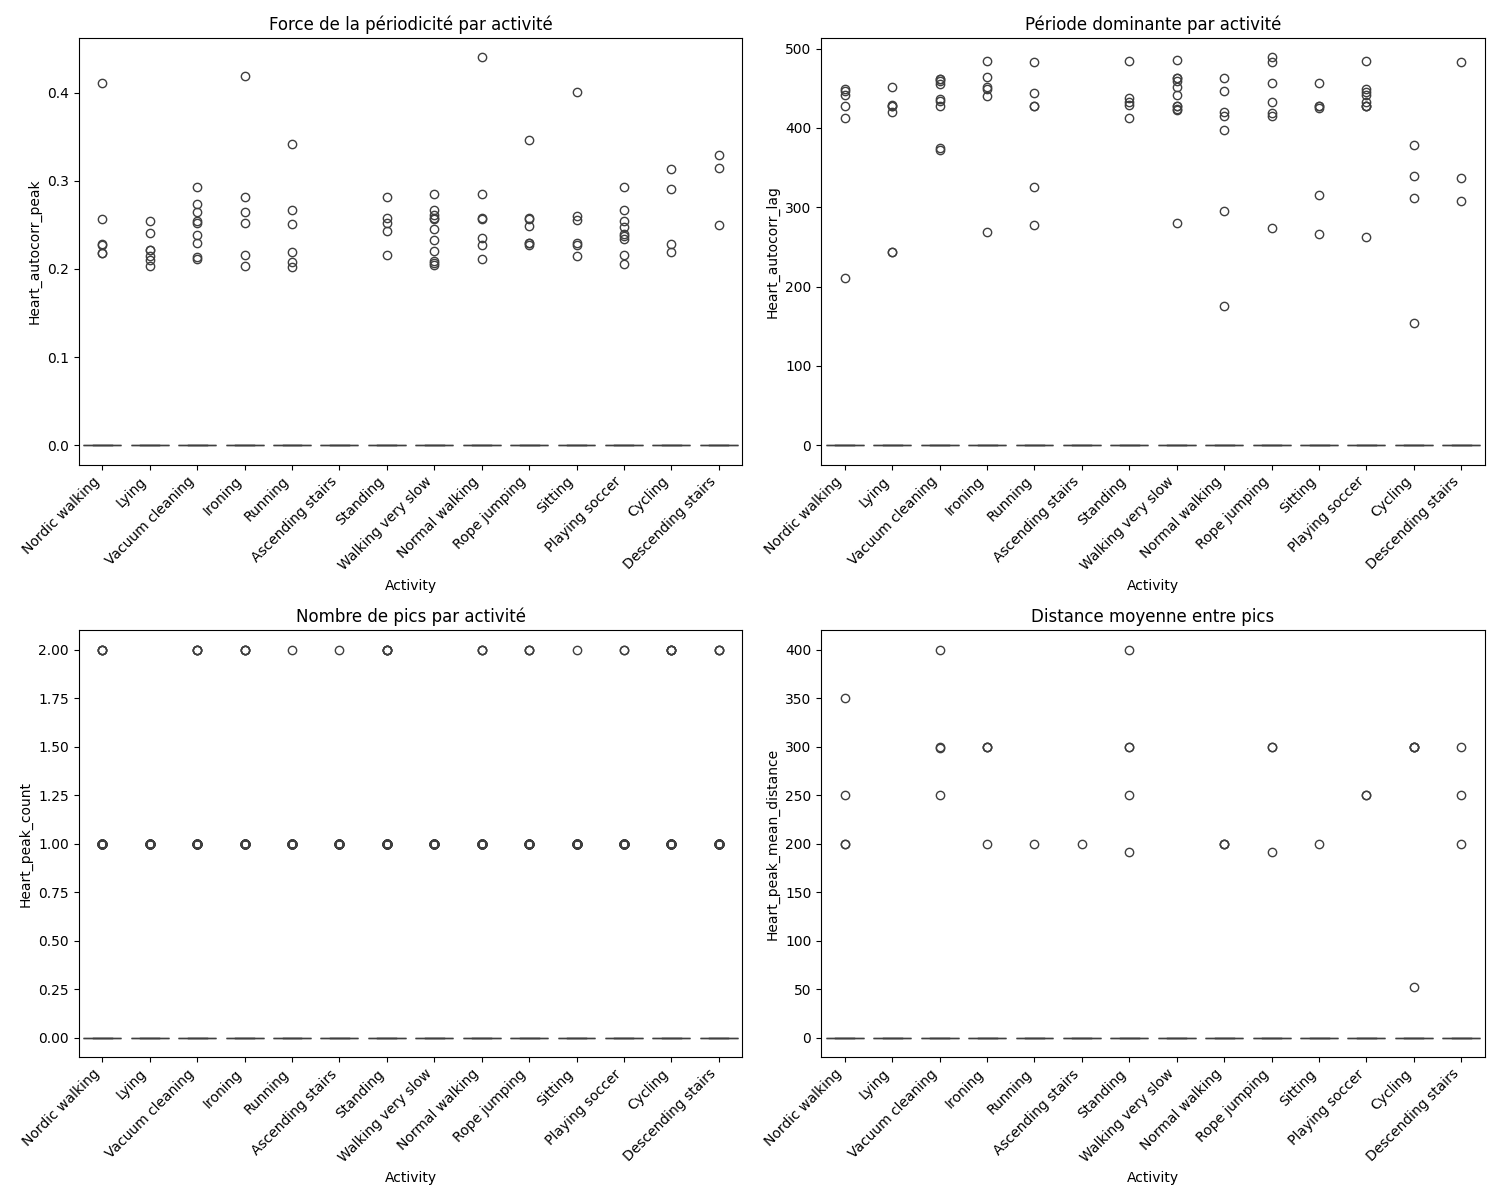 Force de la périodicité par activité
Heart_autocorr_peak
0.4
0.3
0.2
0.1
0.0
Nordic walking
Lying
Vacuum cleaning
Ironing
Running
Ascending stairs
Standing
Walking very slow
Normal walking
Rope jumping
Sitting
Playing soccer
Cycling
Descending stairs
Activity
Période dominante par activité
Heart_autocorr_lag
500
400
300
200
100
0
Nordic walking
Lying
Vacuum cleaning
Ironing
Running
Ascending stairs
Standing
Walking very slow
Normal walking
Rope jumping
Sitting
Playing soccer
Cycling
Descending stairs
Activity
Nombre de pics par activité
Heart_peak_count
2.00
1.75
1.50
1.25
1.00
0.75
0.50
0.25
0.00
Nordic walking
Lying
Vacuum cleaning
Ironing
Running
Ascending stairs
Standing
Walking very slow
Normal walking
Rope jumping
Sitting
Playing soccer
Cycling
Descending stairs
Activity
Distance moyenne entre pics
Heart_peak_mean_distance
400
350
300
250
200
150
100
50
0
Nordic walking
Lying
Vacuum cleaning
Ironing
Running
Ascending stairs
Standing
Walking very slow
Normal walking
Rope jumping
Sitting
Playing soccer
Cycling
Descending stairs
Activity